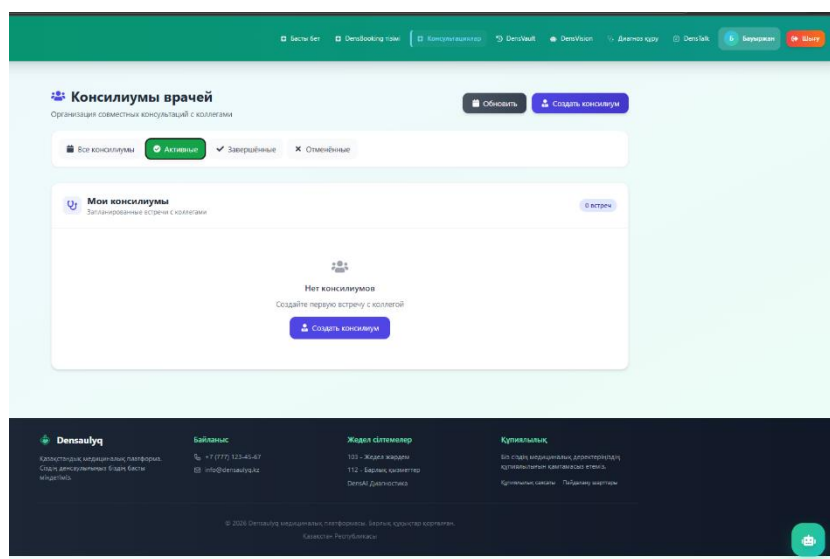 Басты бет
DensBooking тізімі
Консультациялар
DensVault
DensVision
Диагноз құру
DensTalk
Б Бауыржан
Шығу
Консилиумы врачей
Организация совместных консультаций с коллегами
Обновить
Создать консилиум
Все консилиумы
Активные
Завершённые
Отменённые
Мои консилиумы
Запланированные встречи с коллегами
0 встреч
Нет консилиумов
Создайте первую встречу с коллегой
Создать консилиум
Densaulyq
Қазақстандық медициналық платформа.
Сіздің денсаулығыңыз біздің басты
міндетіміз.
Байланыс
+7 (777) 123-45-67
info@densaulyq.kz
Жедел сілтемелер
103 - Жедел жәрдем
112 - Барлық қызметтер
DensAI Диагностика
Құпиялылық
Біз сіздің медициналық деректеріңіздің
құпиялылығын қамтамасыз етеміз.
Құпиялылық саясаты Пайдалану шарттары
© 2026 Densaulyq медициналық платформасы. Барлық құқықтар қорғалған.
Қазақстан Республикасы